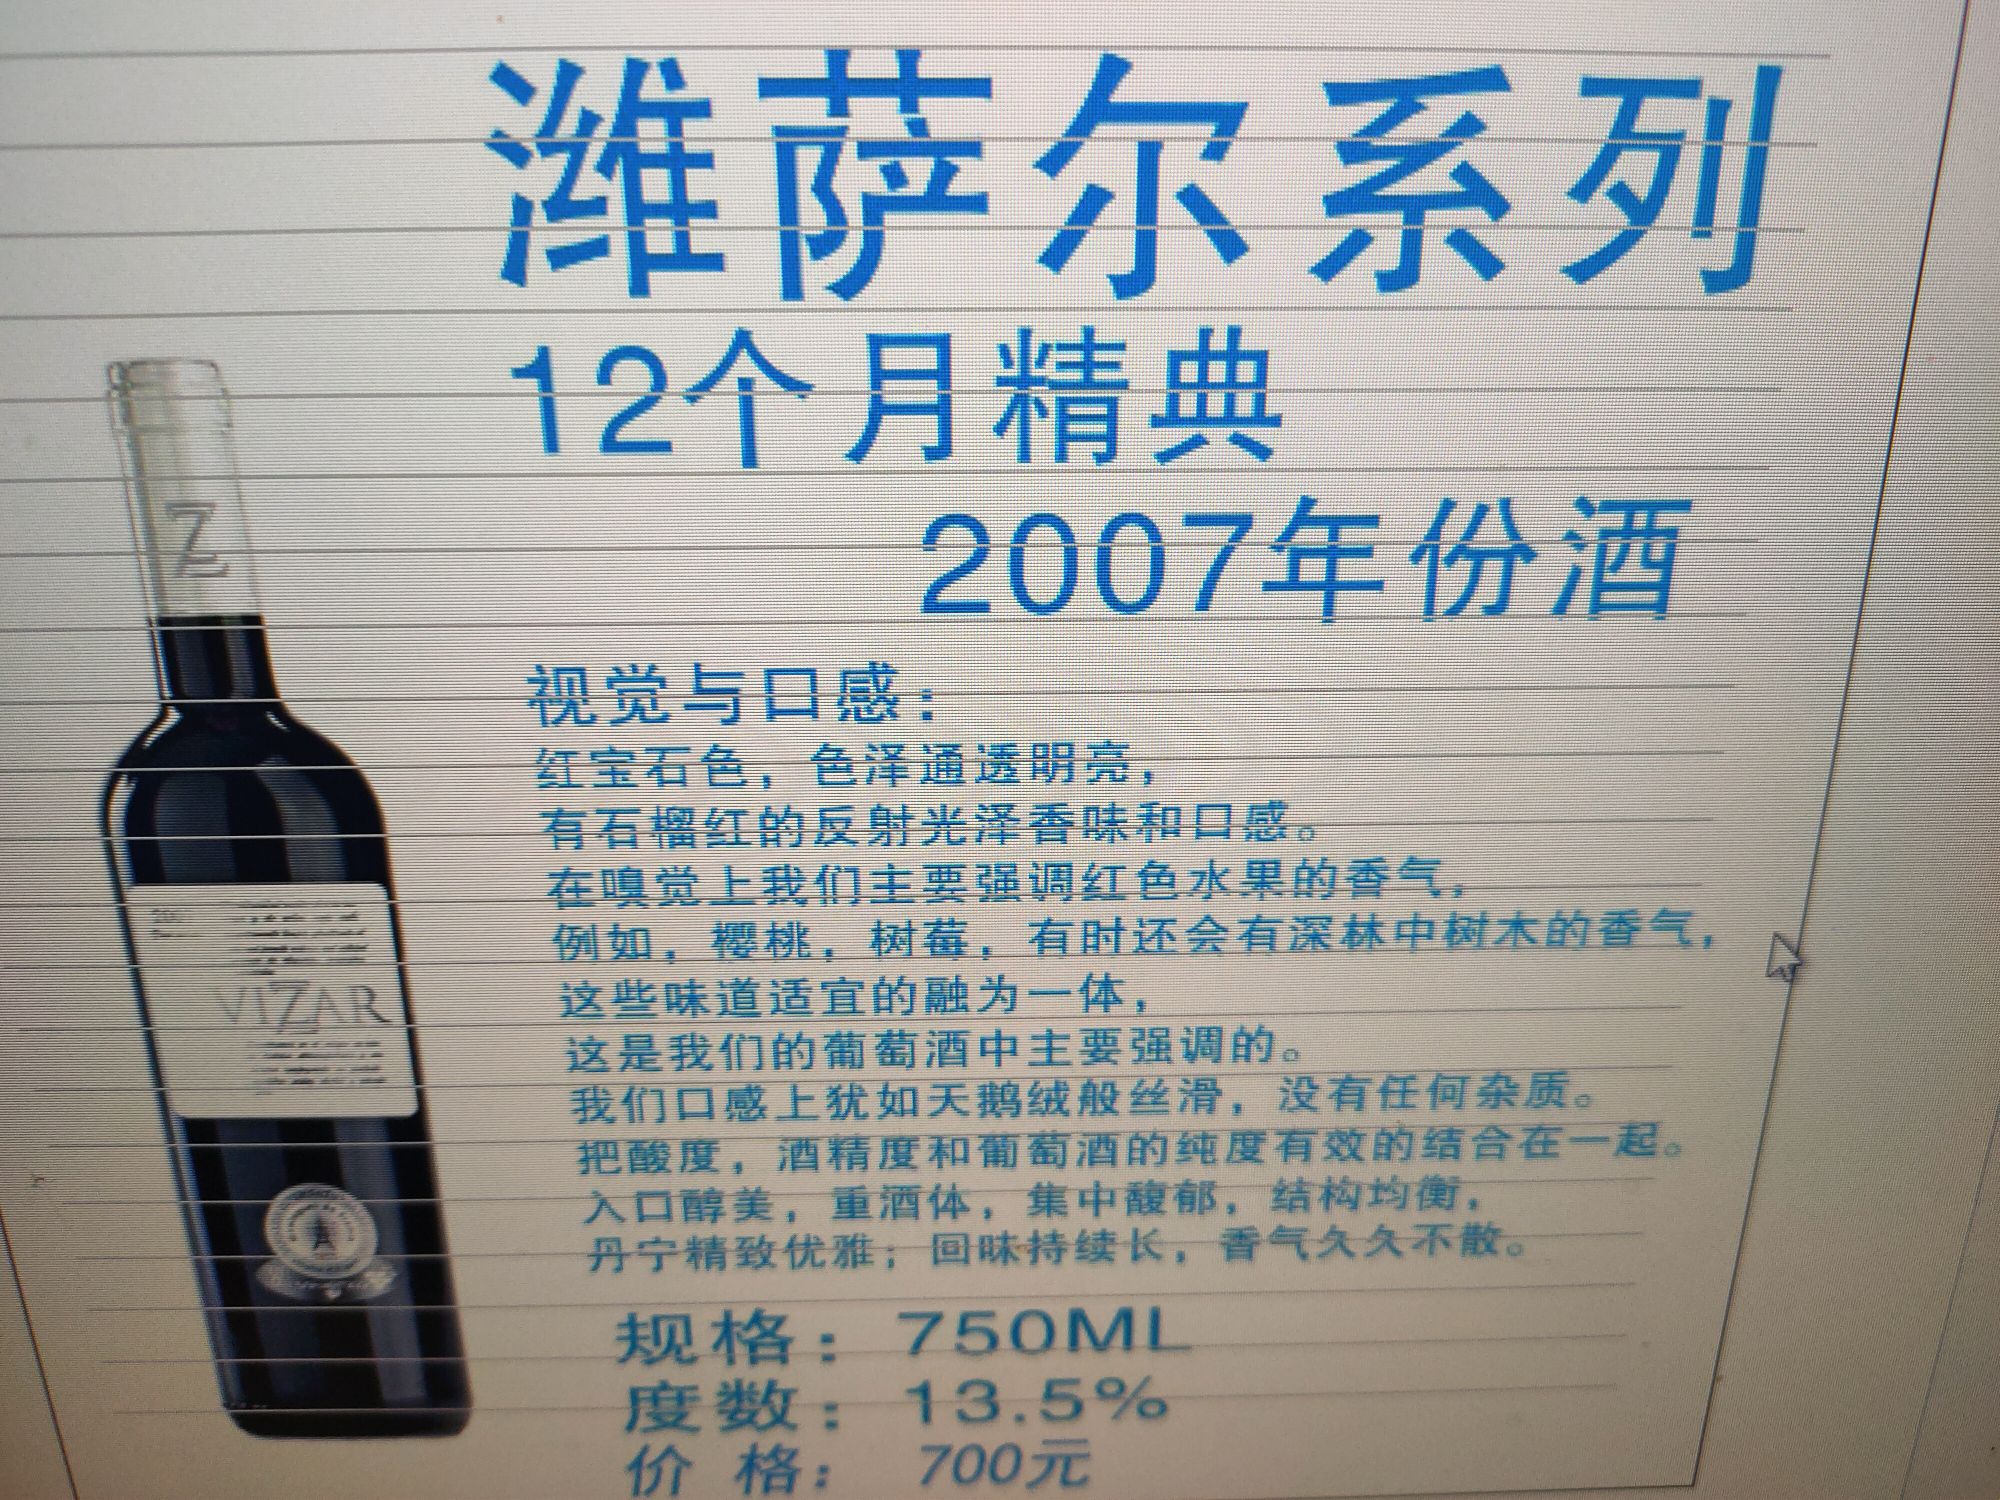 潍萨尔系列
12个月精典
2007年份酒
Z
视觉与口感：
红宝石色，色泽通透明亮，
有石榴红的反射光泽香味和口感。
在嗅觉上我们主要强调红色水果的香气，
例如，樱桃，树莓，有时还会有深林中树木的香气，
这些味道适宜的融为一体，
这是我们的葡萄酒中主要强调的。
我们口感上犹如天鹅绒般丝滑，没有任何杂质。
把酸度，酒精度和葡萄酒的纯度有效的结合在一起。
入口醇美，重酒体，集中馥郁，结构均衡，
丹宁精致优雅；回味持续长，香气久久不散。
2007
VIZAR
规格：750ML
度数：13.5%
价格：700元